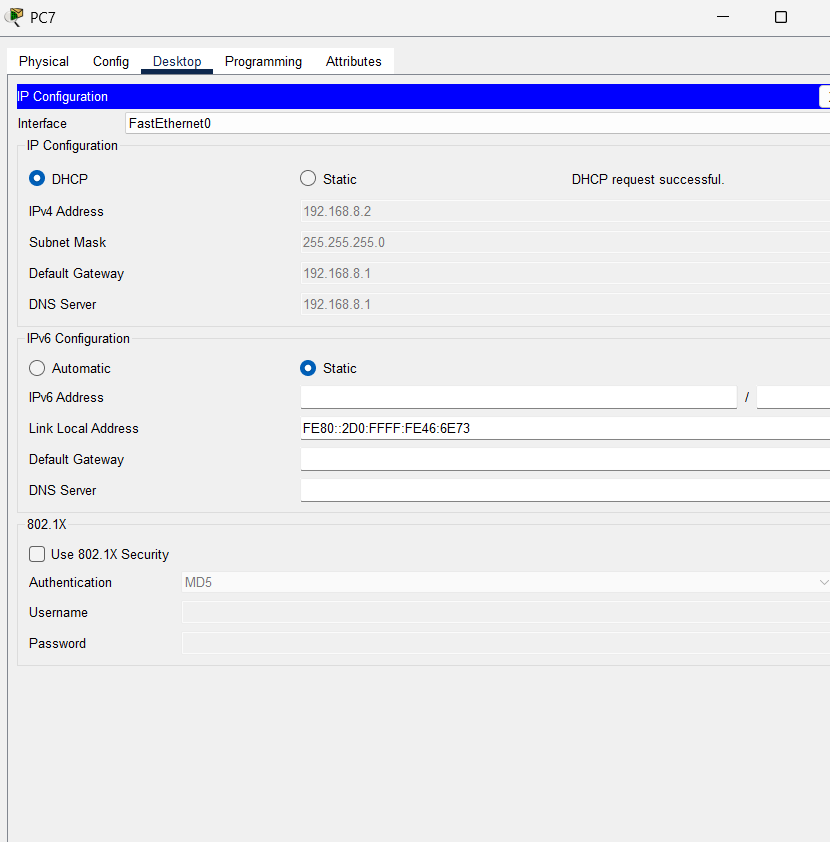 PC7
Physical Config Desktop Programming Attributes
IP Configuration
Interface FastEthernet0
IP Configuration
DHCP Static DHCP request successful.
IPv4 Address 192.168.8.2
Subnet Mask 255.255.255.0
Default Gateway 192.168.8.1
DNS Server 192.168.8.1
IPv6 Configuration
Automatic Static
IPv6 Address /
Link Local Address FE80::2D0:FFFF:FE46:6E73
Default Gateway
DNS Server
802.1X
Use 802.1X Security
Authentication MD5
Username
Password